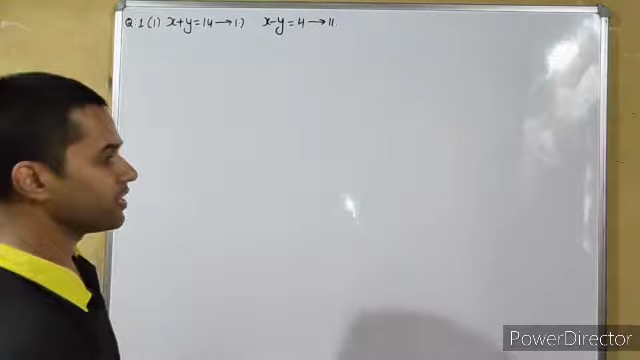 Q.1 (1) x+y=14 → 1.) x-y=4 → 11.
PowerDirector